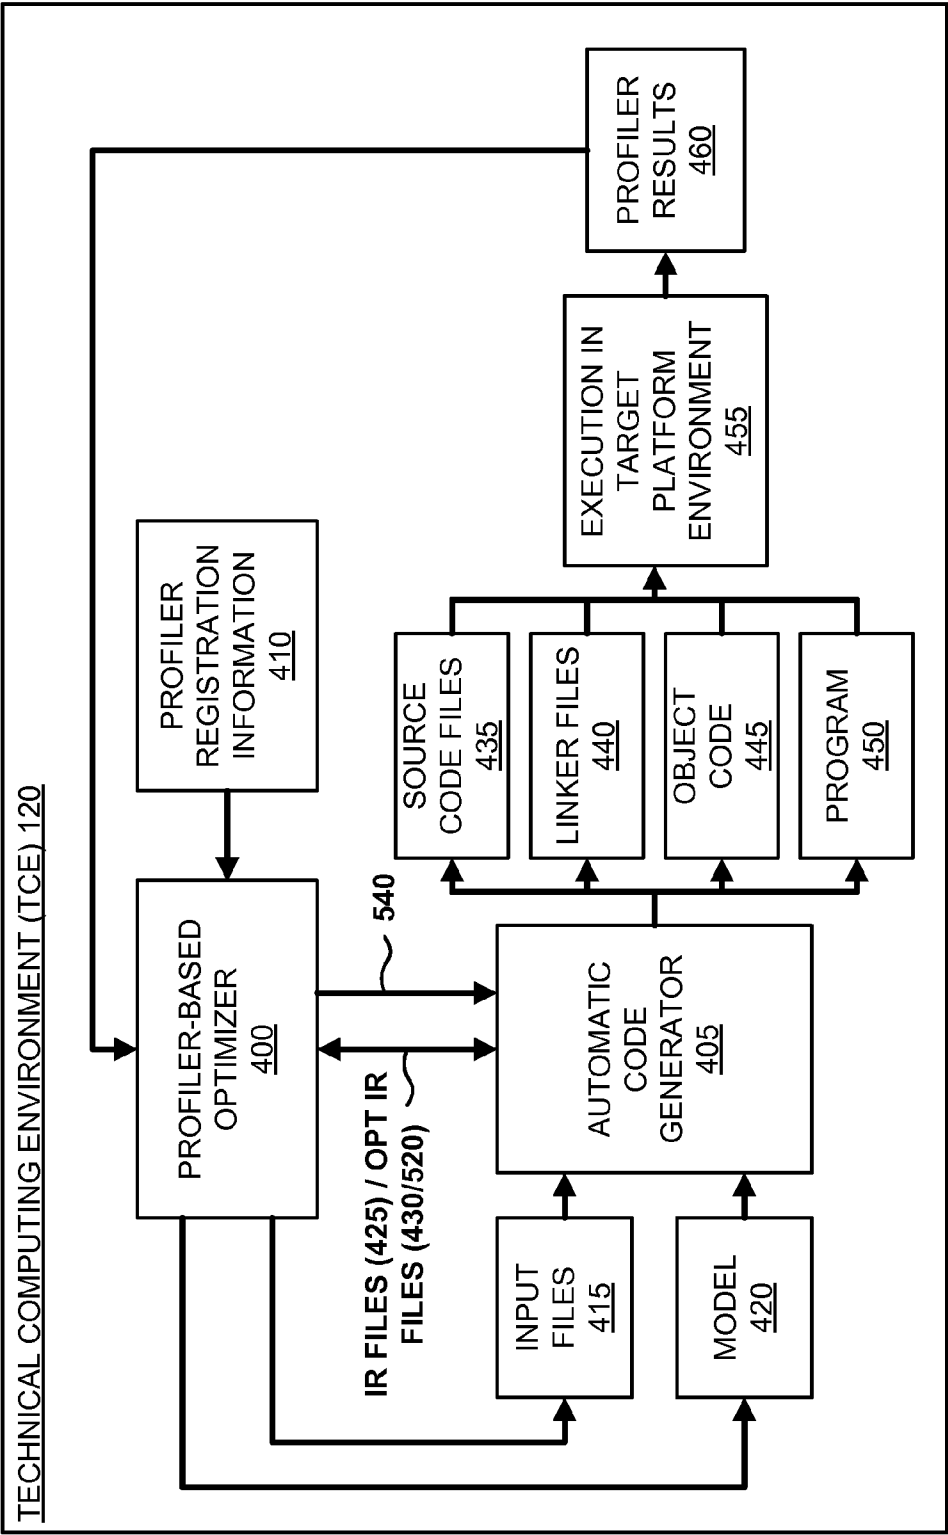 TECHNICAL COMPUTING ENVIRONMENT (TCE) 120
PROFILER-BASED
OPTIMIZER
400
PROFILER
REGISTRATION
INFORMATION
410
IR FILES (425) / OPT IR
FILES (430/520)
540
INPUT
FILES
415
MODEL
420
AUTOMATIC
CODE
GENERATOR
405
SOURCE
CODE FILES
435
LINKER FILES
440
OBJECT
CODE
445
PROGRAM
450
EXECUTION IN
TARGET
PLATFORM
ENVIRONMENT
455
PROFILER
RESULTS
460